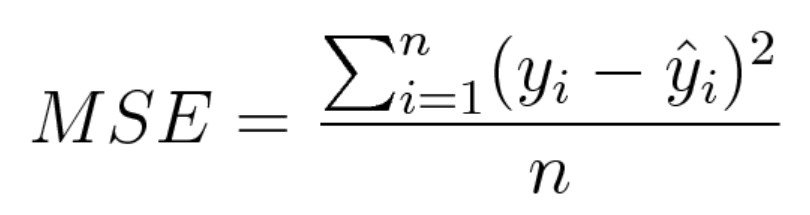 MSE = \frac{\sum_{i=1}^{n}(y_i - \hat{y}_i)^2}{n}